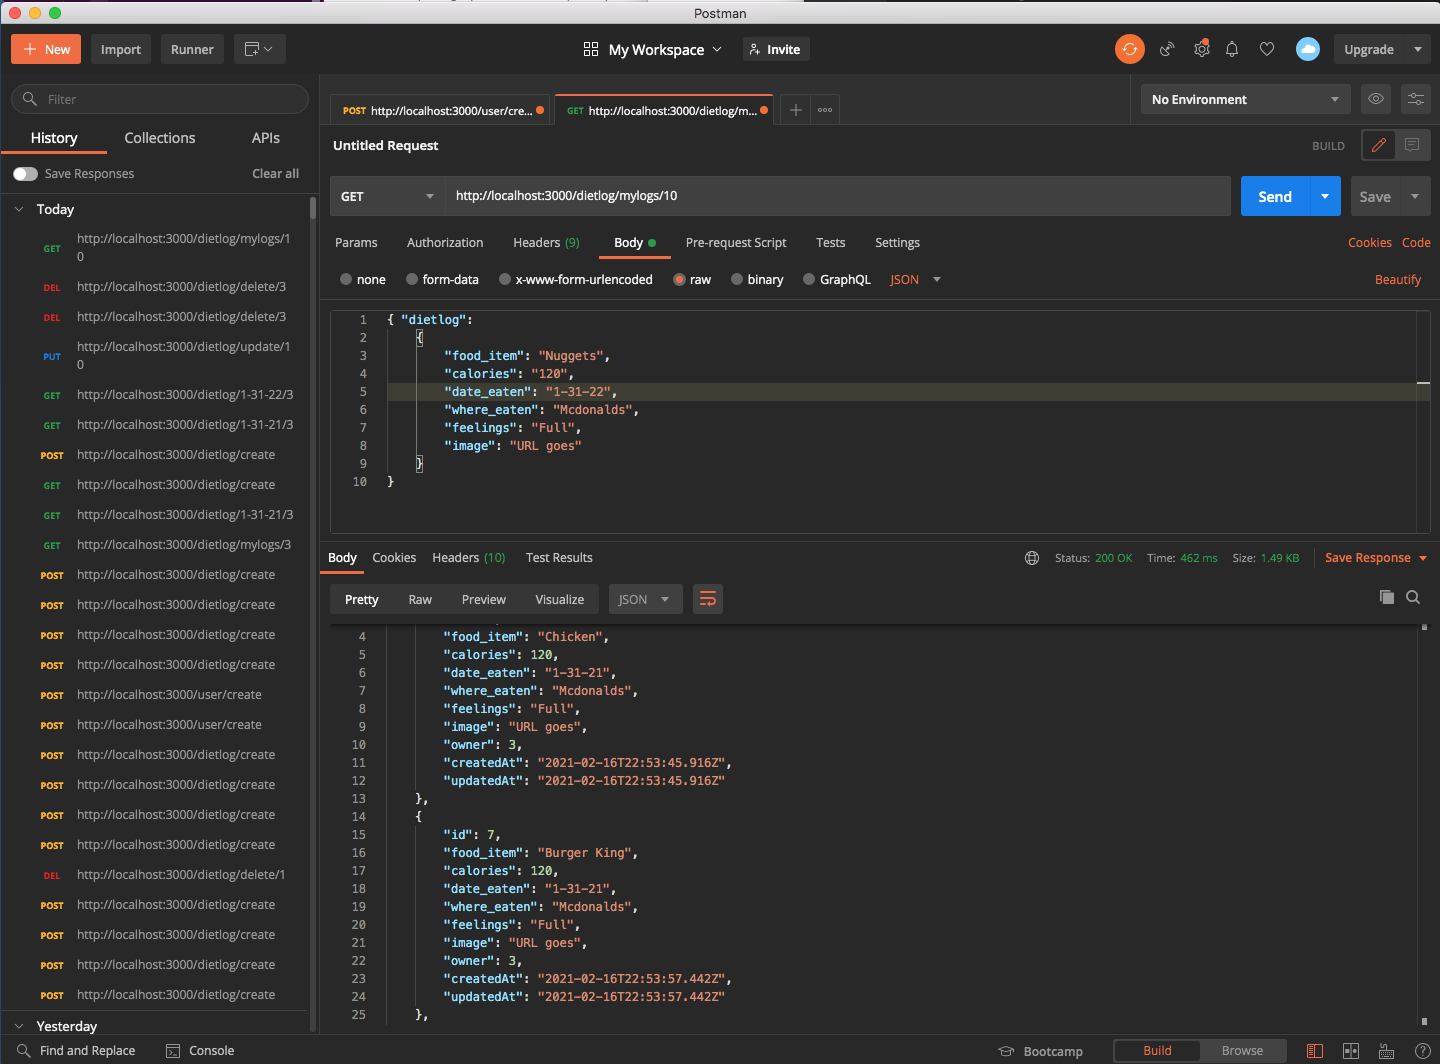 Postman
+ New
Import
Runner
My Workspace
Invite
Upgrade
Filter
History
Collections
APIs
Save Responses
Clear all
Today
GET http://localhost:3000/dietlog/mylogs/1
0
DEL http://localhost:3000/dietlog/delete/3
DEL http://localhost:3000/dietlog/delete/3
PUT http://localhost:3000/dietlog/update/1
0
GET http://localhost:3000/dietlog/1-31-22/3
GET http://localhost:3000/dietlog/1-31-21/3
POST http://localhost:3000/dietlog/create
GET http://localhost:3000/dietlog/create
GET http://localhost:3000/dietlog/1-31-21/3
GET http://localhost:3000/dietlog/mylogs/3
POST http://localhost:3000/dietlog/create
POST http://localhost:3000/dietlog/create
POST http://localhost:3000/dietlog/create
POST http://localhost:3000/dietlog/create
POST http://localhost:3000/user/create
POST http://localhost:3000/user/create
POST http://localhost:3000/dietlog/create
POST http://localhost:3000/dietlog/create
POST http://localhost:3000/dietlog/create
POST http://localhost:3000/dietlog/create
DEL http://localhost:3000/dietlog/delete/1
POST http://localhost:3000/dietlog/create
POST http://localhost:3000/dietlog/create
POST http://localhost:3000/dietlog/create
POST http://localhost:3000/dietlog/create
Yesterday
POST http://localhost:3000/user/cre...
GET http://localhost:3000/dietlog/m...
No Environment
Untitled Request
BUILD
GET
http://localhost:3000/dietlog/mylogs/10
Send
Save
Params
Authorization
Headers (9)
Body
Pre-request Script
Tests
Settings
Cookies
Code
none
form-data
x-www-form-urlencoded
raw
binary
GraphQL
JSON
Beautify
1 { "dietlog":
2 {
3 "food_item": "Nuggets",
4 "calories": "120",
5 "date_eaten": "1-31-22",
6 "where_eaten": "Mcdonalds",
7 "feelings": "Full",
8 "image": "URL goes"
9 }
10 }
Body
Cookies
Headers (10)
Test Results
Status: 200 OK
Time: 462 ms
Size: 1.49 KB
Save Response
Pretty
Raw
Preview
Visualize
JSON
4 "food_item": "Chicken",
5 "calories": 120,
6 "date_eaten": "1-31-21",
7 "where_eaten": "Mcdonalds",
8 "feelings": "Full",
9 "image": "URL goes",
10 "owner": 3,
11 "createdAt": "2021-02-16T22:53:45.916Z",
12 "updatedAt": "2021-02-16T22:53:45.916Z"
13 },
14 {
15 "id": 7,
16 "food_item": "Burger King",
17 "calories": 120,
18 "date_eaten": "1-31-21",
19 "where_eaten": "Mcdonalds",
20 "feelings": "Full",
21 "image": "URL goes",
22 "owner": 3,
23 "createdAt": "2021-02-16T22:53:57.442Z",
24 "updatedAt": "2021-02-16T22:53:57.442Z"
25 },
Find and Replace
Console
Bootcamp
Build
Browse